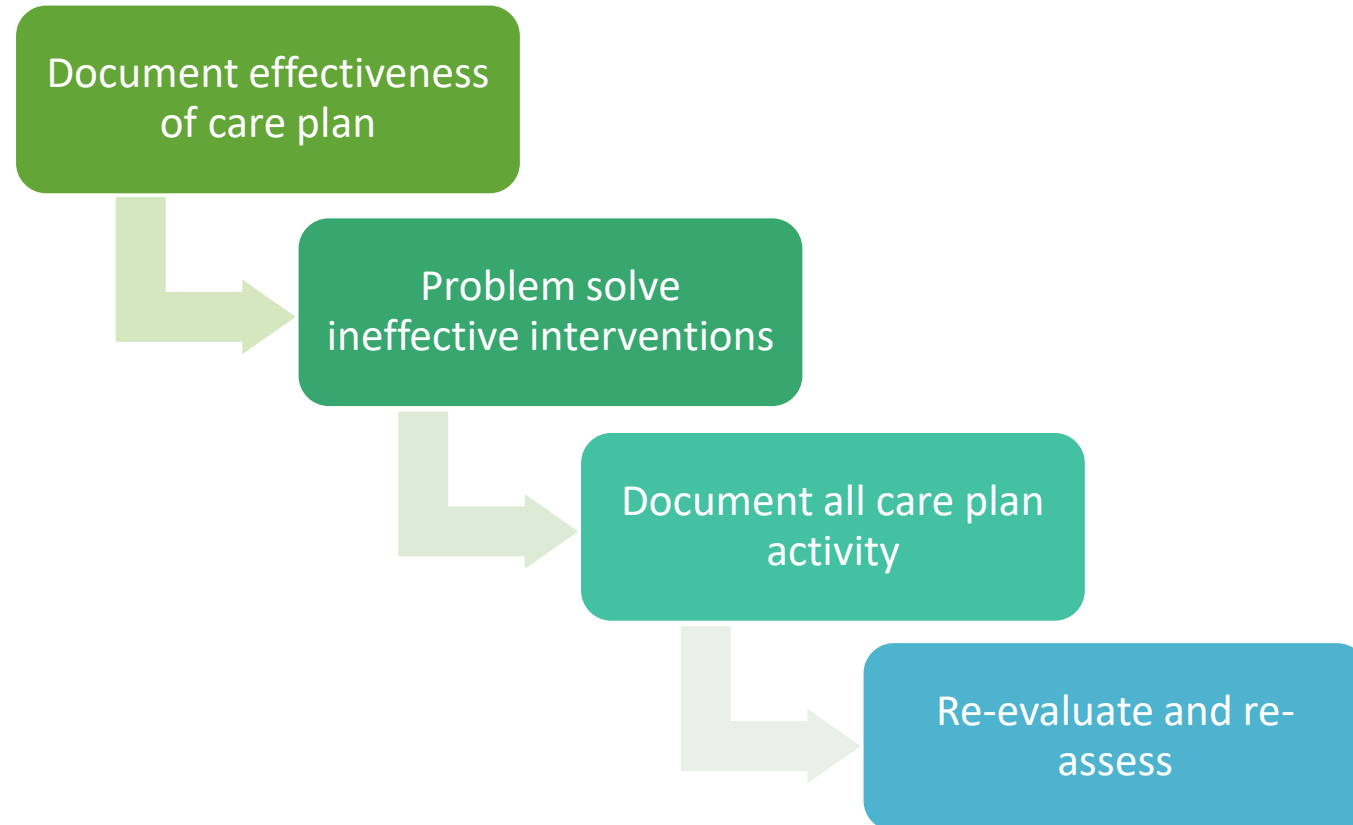 Document effectiveness
of care plan
Problem solve
ineffective interventions
Document all care plan
activity
Re-evaluate and re-
assess